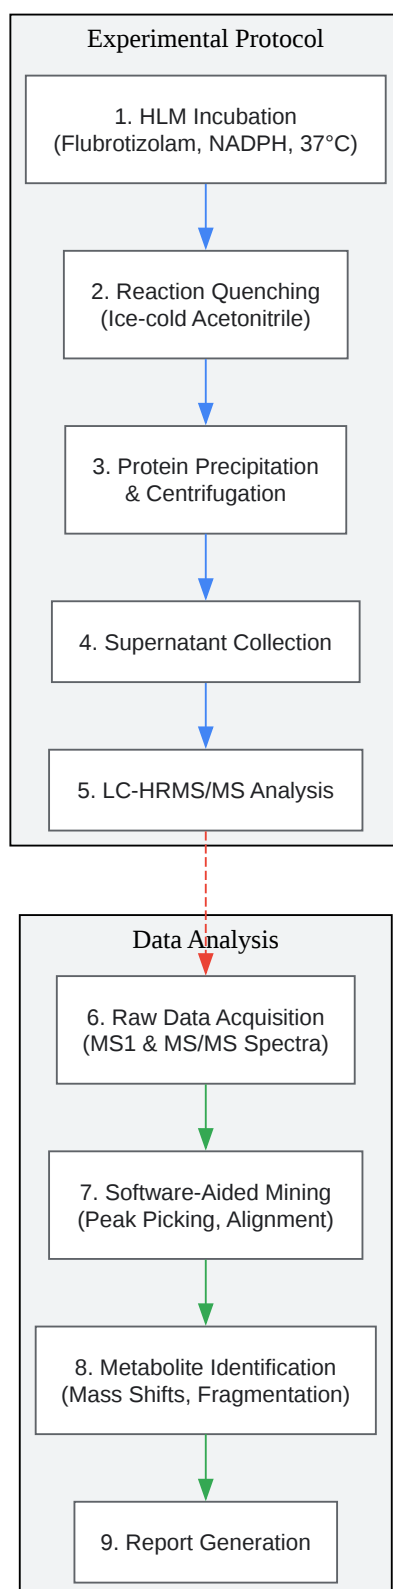 Experimental Protocol
1. HLM Incubation
(Flubrotizolam, NADPH, 37°C)
2. Reaction Quenching
(Ice-cold Acetonitrile)
3. Protein Precipitation
& Centrifugation
4. Supernatant Collection
5. LC-HRMS/MS Analysis
Data Analysis
6. Raw Data Acquisition
(MS1 & MS/MS Spectra)
7. Software-Aided Mining
(Peak Picking, Alignment)
8. Metabolite Identification
(Mass Shifts, Fragmentation)
9. Report Generation